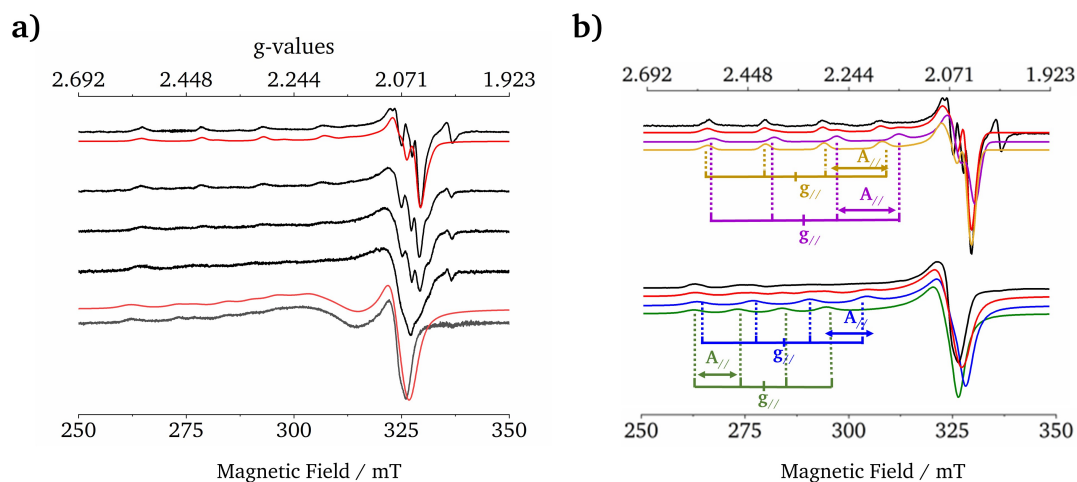 a)
g-values
2.692 2.448 2.244 2.071 1.923
250 275 300 325 350
Magnetic Field / mT
b)
2.692 2.448 2.244 2.071 1.923
A//
g//
A//
g//
A//
g//
A//
g//
250 275 300 325 350
Magnetic Field / mT